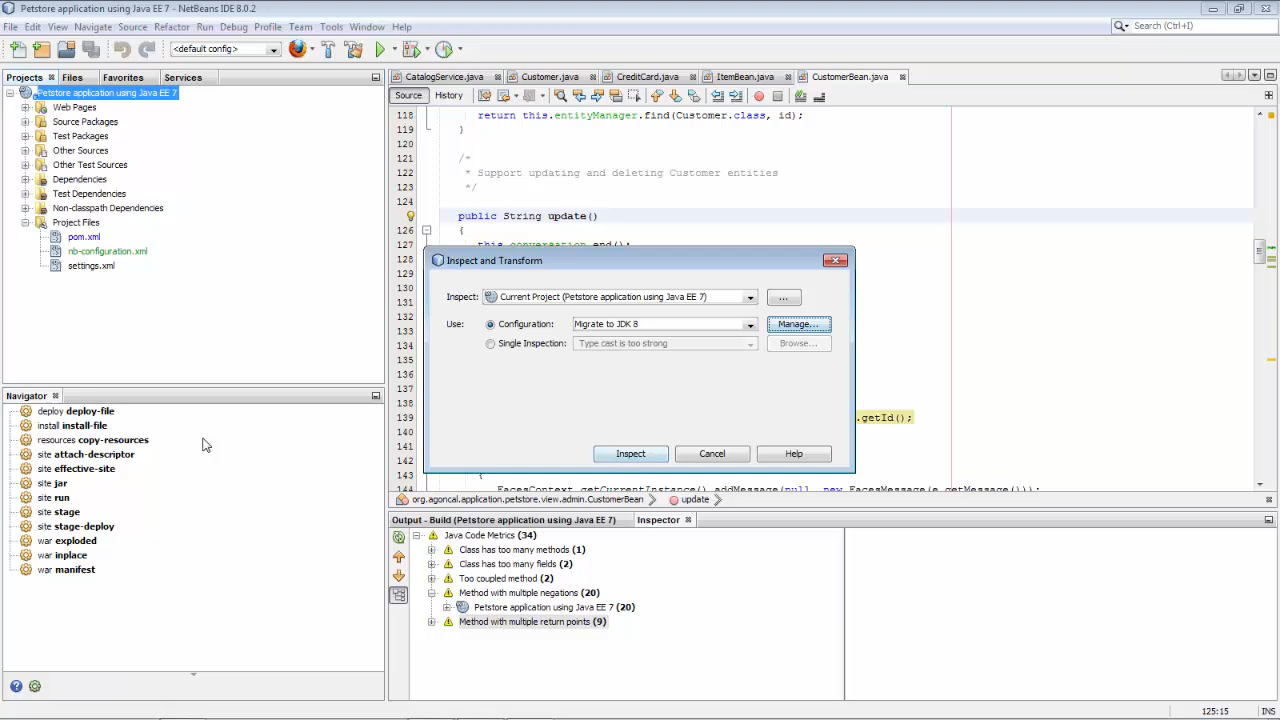 Petstore application using Java EE 7 - NetBeans IDE 8.0.2
File Edit View Navigate Source Refactor Run Debug Profile Team Tools Window Help
Search (Ctrl+I)
<default config>
Projects Files Favorites Services
Petstore application using Java EE 7
Web Pages
Source Packages
Test Packages
Other Sources
Other Test Sources
Dependencies
Test Dependencies
Non-classpath Dependencies
Project Files
pom.xml
nb-configuration.xml
settings.xml
Navigator
deploy deploy-file
install install-file
resources copy-resources
site attach-descriptor
site effective-site
site jar
site run
site stage
site stage-deploy
war exploded
war inplace
war manifest
CatalogService.java Customer.java CreditCard.java ItemBean.java CustomerBean.java
Source History
118 return this.entityManager.find(Customer.class, id);
119 }
120
121 /*
122 * Support updating and deleting Customer entities
123 */
124
public String update()
126 {
127 this.conversation.end();
128
129
130
131
132
133
134
135
136
137
138
139 .getId();
140
141
142
143 {
144 FacesContext.getCurrentInstance().addMessage(null, new FacesMessage(e.getMessage()));
Inspect and Transform
Inspect: Current Project (Petstore application using Java EE 7) ...
Use: Configuration: Migrate to JDK 8 Manage...
Single Inspection: Type cast is too strong Browse...
Inspect Cancel Help
org.agoncal.application.petstore.view.admin.CustomerBean update
Output - Build (Petstore application using Java EE 7) Inspector
Java Code Metrics (34)
Class has too many methods (1)
Class has too many fields (2)
Too coupled method (2)
Method with multiple negations (20)
Petstore application using Java EE 7 (20)
Method with multiple return points (9)
125:15 INS